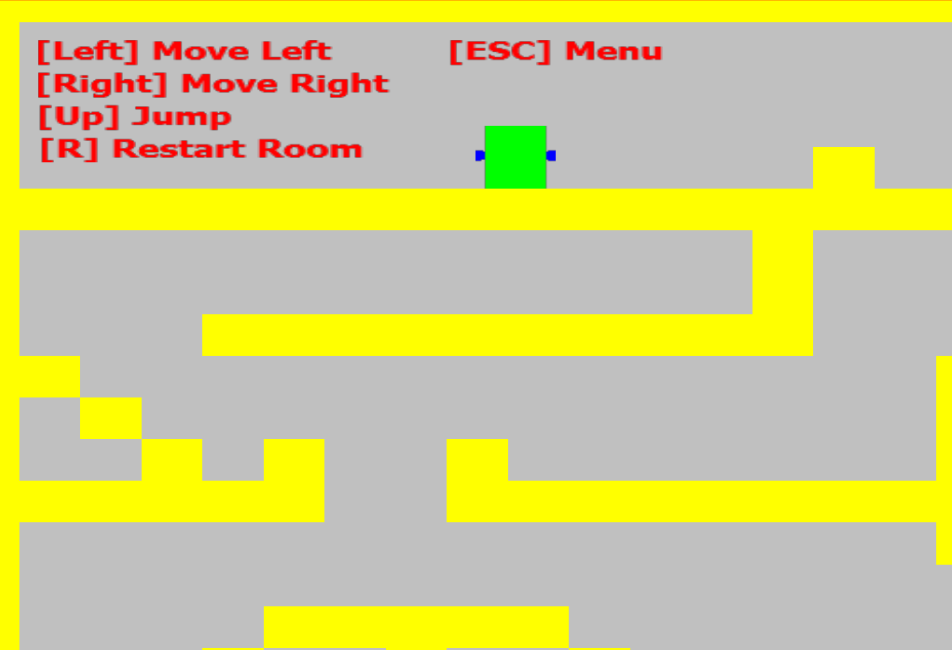 [Left] Move Left
[ESC] Menu
[Right] Move Right
[Up] Jump
[R] Restart Room